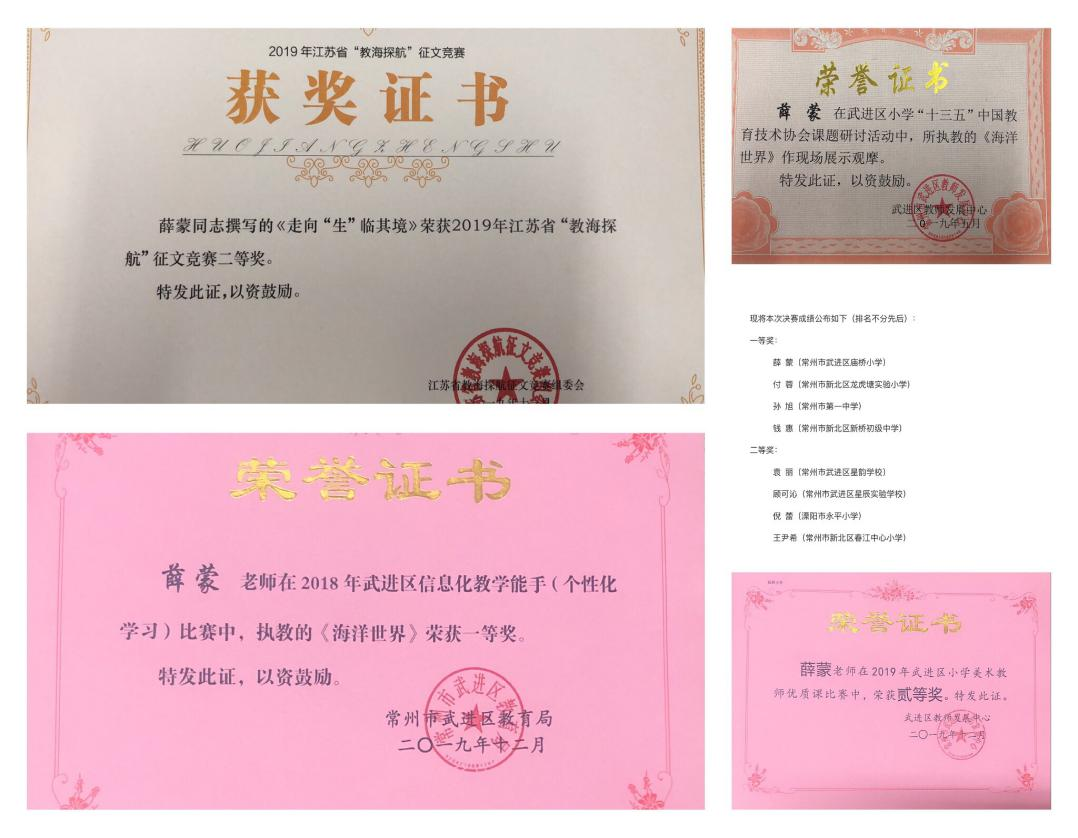 2019 年江苏省“教海探航”征文竞赛
获奖证书
HUOJIANGZHENGSHU
薛蒙同志撰写的《走向“生”临其境》荣获2019年江苏省“教海探
航”征文竞赛二等奖。
特发此证,以资鼓励。
江苏省教海探航征文竞赛组委会
荣誉证书
薛蒙 老师在 2018 年武进区信息化教学能手(个性化
学习)比赛中,执教的《海洋世界》荣获一等奖。
特发此证,以资鼓励。
常州市武进区教育局
二〇一九年十二月
荣誉证书
薛蒙 在武进区小学“十三五”中国教
育技术协会课题研讨活动中,所执教的《海洋
世界》作现场展示观摩。
特发此证,以资鼓励。
武进区教师发展中心
二〇一九年五月
现将本次决赛成绩公布如下(排名不分先后):
一等奖:
薛 蒙(常州市武进区庙桥小学)
付 蓉(常州市新北区龙虎塘实验小学)
孙 旭(常州市第一中学)
钱 惠(常州市新北区新桥初级中学)
二等奖:
袁 丽(常州市武进区星韵学校)
顾可沁(常州市武进区星辰实验学校)
倪 蕾(溧阳市永平小学)
王尹希(常州市新北区春江中心小学)
荣誉证书
薛蒙老师在2019年武进区小学美术教
师优质课比赛中,荣获贰等奖。特发此证。
武进区教师发展中心
二〇一九年十二月